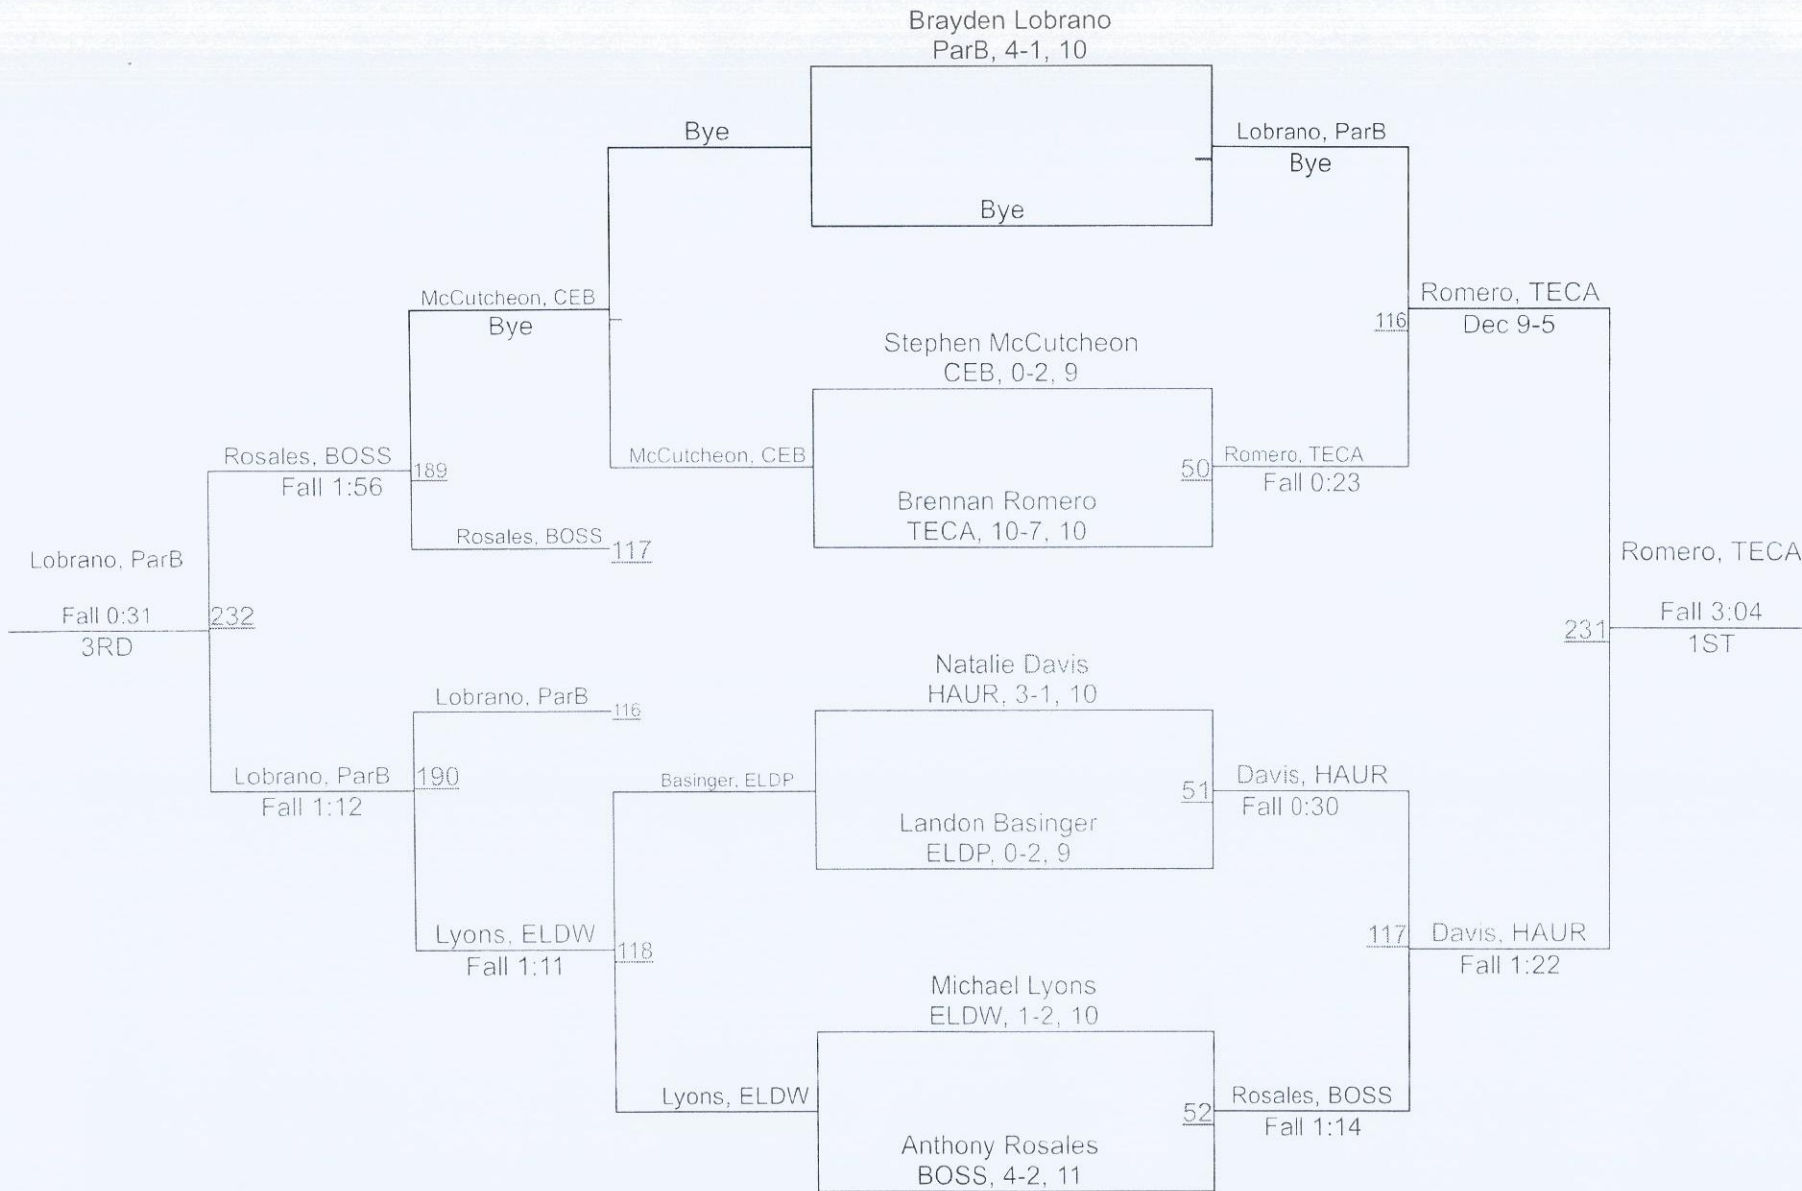 Brayden Lobrano
ParB, 4-1, 10
Bye
Lobrano, ParB
Bye
Bye
McCutcheon, CEB
Bye
Romero, TECA
116
Dec 9-5
Stephen McCutcheon
CEB, 0-2, 9
Rosales, BOSS
189
Fall 1:56
McCutcheon, CEB
50
Romero, TECA
Fall 0:23
Brennan Romero
TECA, 10-7, 10
Rosales, BOSS
117
Lobrano, ParB
Romero, TECA
Fall 0:31
232
3RD
Fall 3:04
231
1ST
Natalie Davis
HAUR, 3-1, 10
Lobrano, ParB
116
Lobrano, ParB
190
Fall 1:12
Basinger, ELDP
51
Davis, HAUR
Fall 0:30
Landon Basinger
ELDP, 0-2, 9
Lyons, ELDW
118
Fall 1:11
117
Davis, HAUR
Fall 1:22
Michael Lyons
ELDW, 1-2, 10
Lyons, ELDW
52
Rosales, BOSS
Fall 1:14
Anthony Rosales
BOSS, 4-2, 11